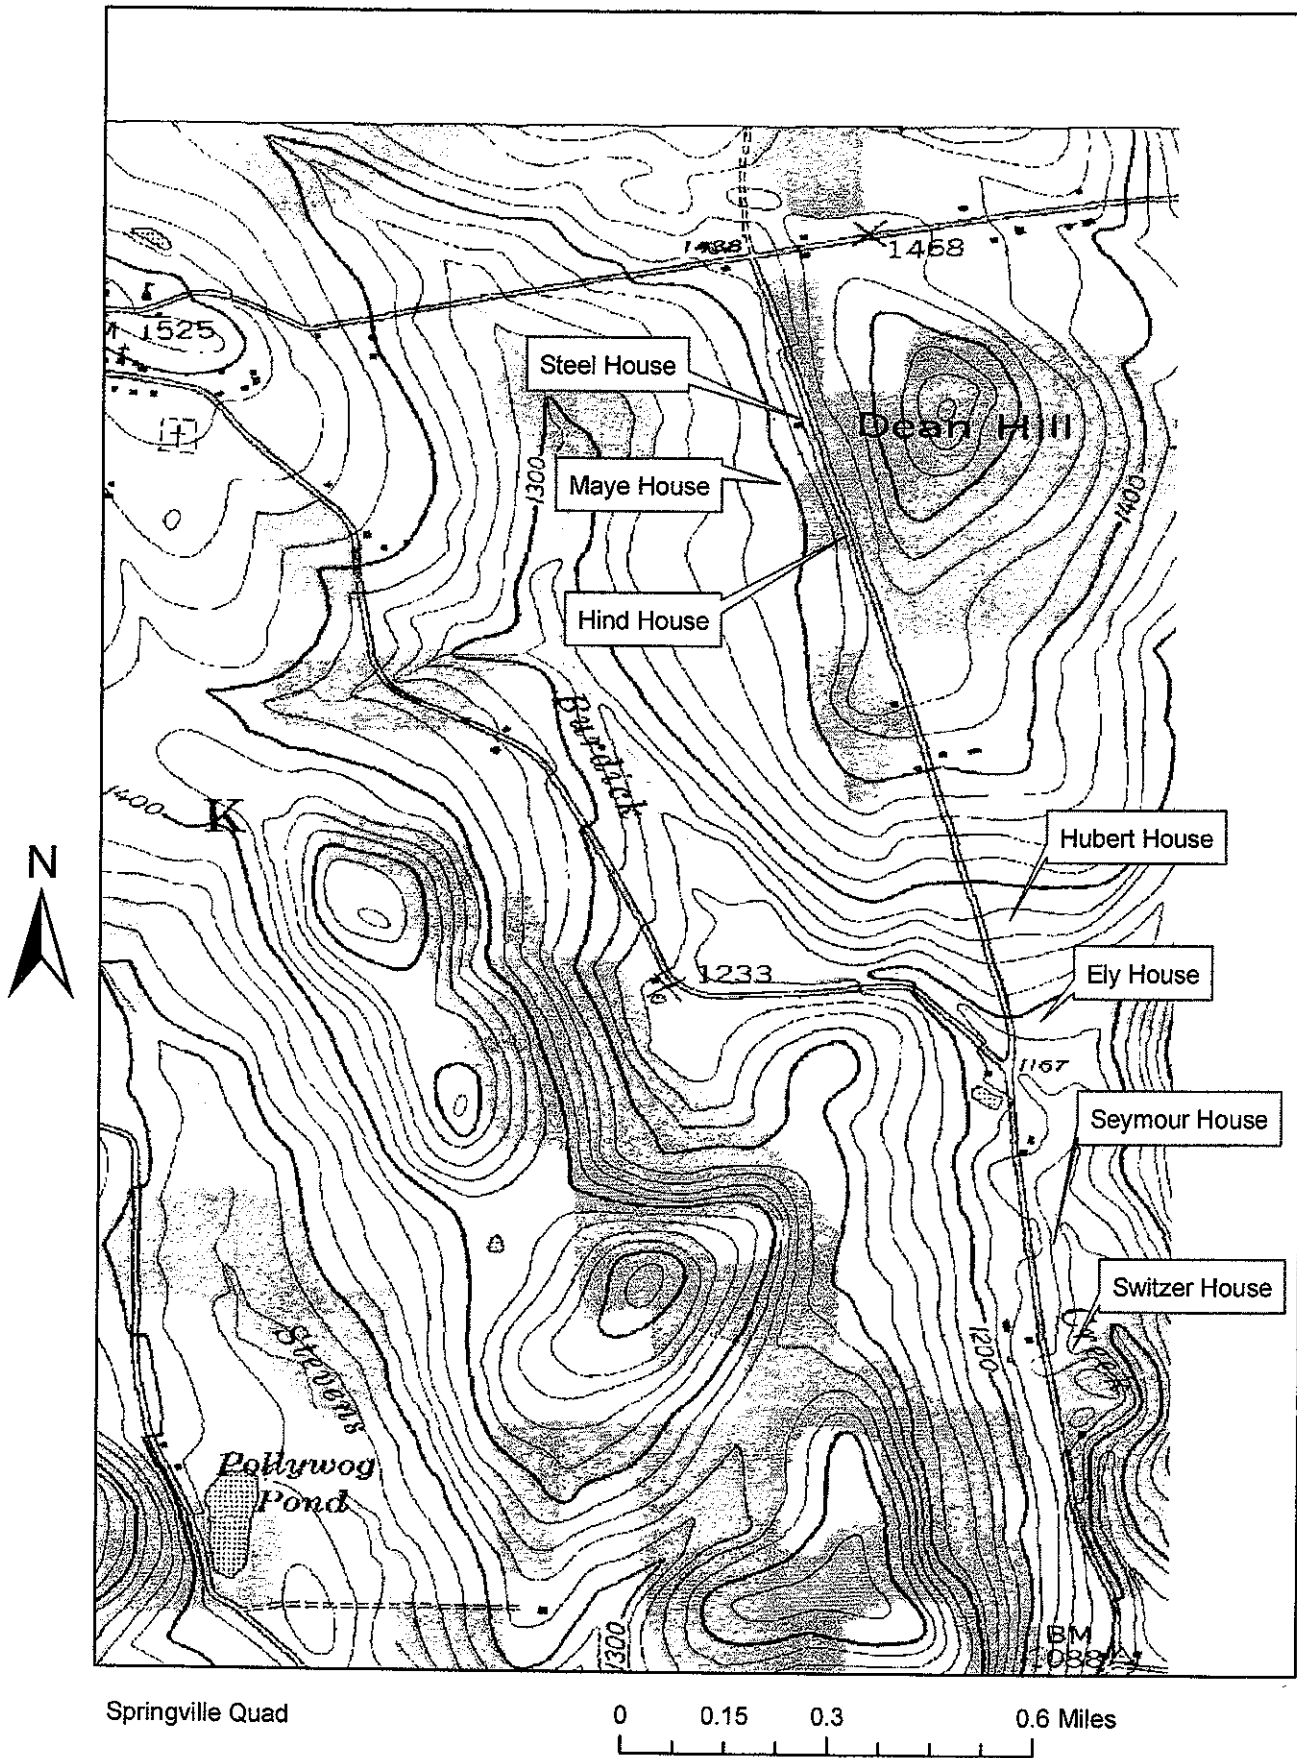 1438
1468
M 1525
Steel House
Dean Hill
1300
Maye House
1400
Hind House
Burdick
1400
K
Hubert House
N
1233
Ely House
1167
Seymour House
Switzer House
Creek
1200
Stevens
Pollywog
Pond
1300
BM
1088
Springville Quad
0 0.15 0.3 0.6 Miles